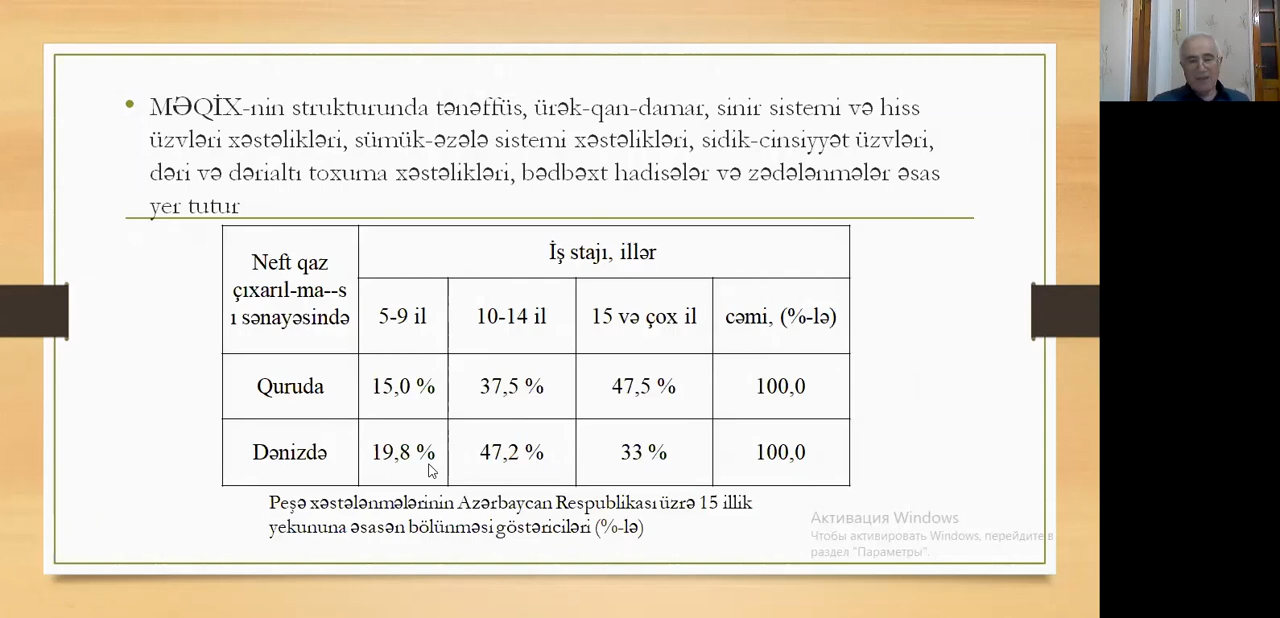 MƏQİX-nin strukturunda tənəffüs, ürək-qan-damar, sinir sistemi və hiss
üzvləri xəstəlikləri, sümük-əzələ sistemi xəstəlikləri, sidik-cinsiyyət üzvləri,
dəri və dərialtı toxuma xəstəlikləri, bədbəxt hadisələr və zədələnmələr əsas
yer tutur
Neft qaz
çıxarıl-ma--s
ı sənayəsində
İş stajı, illər
5-9 il
10-14 il
15 və çox il
cəmi, (%-lə)
Quruda
15,0 %
37,5 %
47,5 %
100,0
Dənizdə
19,8 %
47,2 %
33 %
100,0
Peşə xəstələnmələrinin Azərbaycan Respublikası üzrə 15 illik
yekununa əsasən bölünməsi göstəriciləri (%-lə)
Активация Windows
Чтобы активировать Windows, перейдите в
раздел "Параметры".